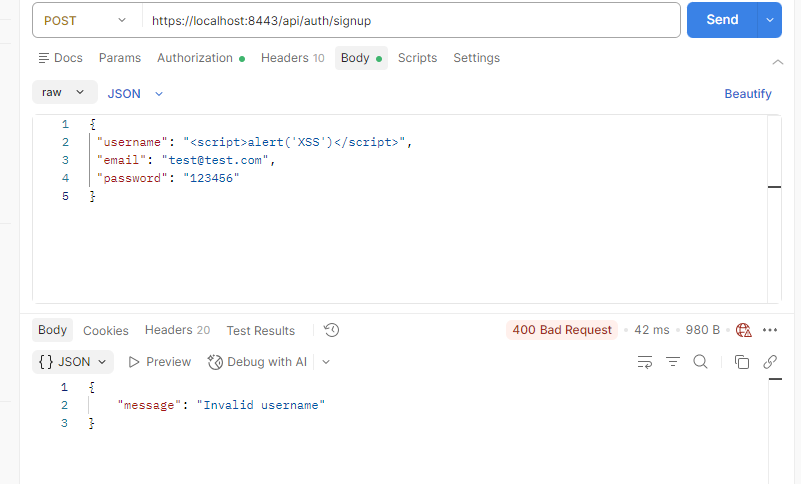 POST https://localhost:8443/api/auth/signup Send
Docs Params Authorization Headers 10 Body Scripts Settings
raw JSON Beautify
1 {
2 "username": "<script>alert('XSS')</script>",
3 "email": "test@test.com",
4 "password": "123456"
5 }
Body Cookies Headers 20 Test Results 400 Bad Request • 42 ms • 980 B
{} JSON Preview Debug with AI
1 {
2 "message": "Invalid username"
3 }